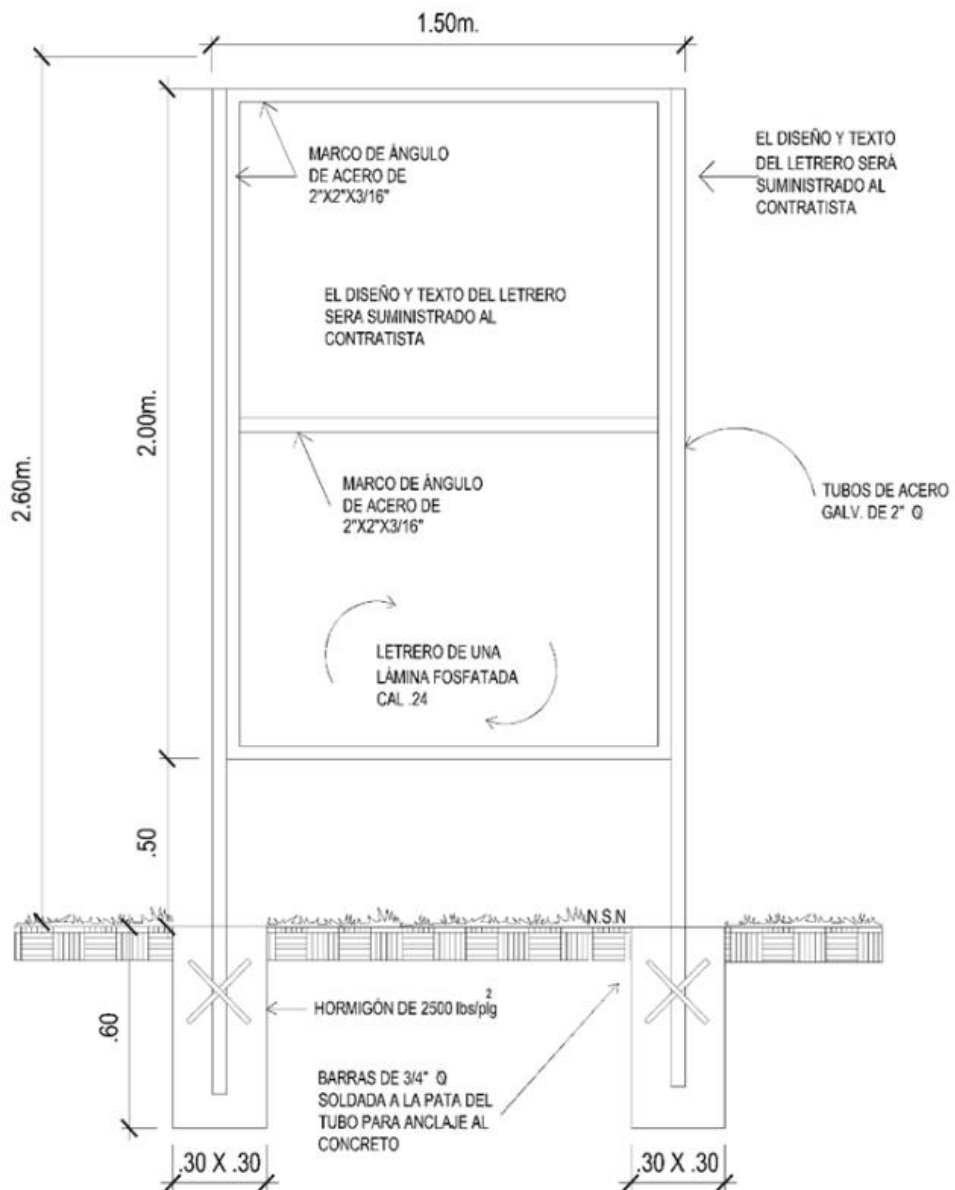 1.50m.
MARCO DE ÁNGULO
DE ACERO DE
2"X2"X3/16"
EL DISEÑO Y TEXTO
DEL LETRERO SERÀ
SUMINISTRADO AL
CONTRATISTA
EL DISEÑO Y TEXTO DEL LETRERO
SERA SUMINISTRADO AL
CONTRATISTA
2.00m.
2.60m.
MARCO DE ÁNGULO
DE ACERO DE
2"X2"X3/16"
TUBOS DE ACERO
GALV. DE 2" Q
LETRERO DE UNA
LÁMINA FOSFATADA
CAL .24
.50
N.S.N
HORMIGÓN DE 2500 lbs/plg²
.60
BARRAS DE 3/4" Q
SOLDADA A LA PATA DEL
TUBO PARA ANCLAJE AL
CONCRETO
.30 X .30
.30 X .30